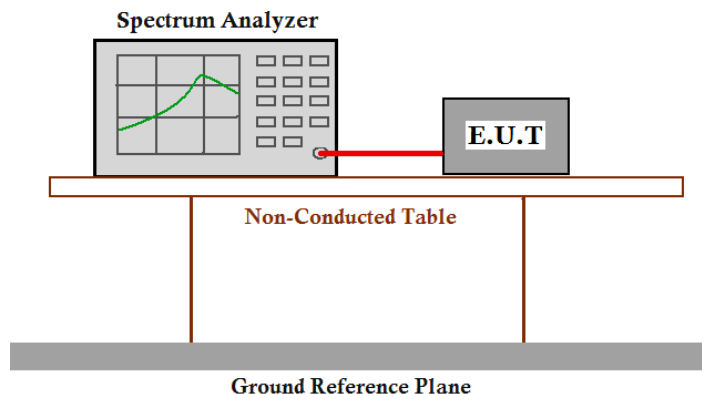 Spectrum Analyzer
E.U.T
Non-Conducted Table
Ground Reference Plane